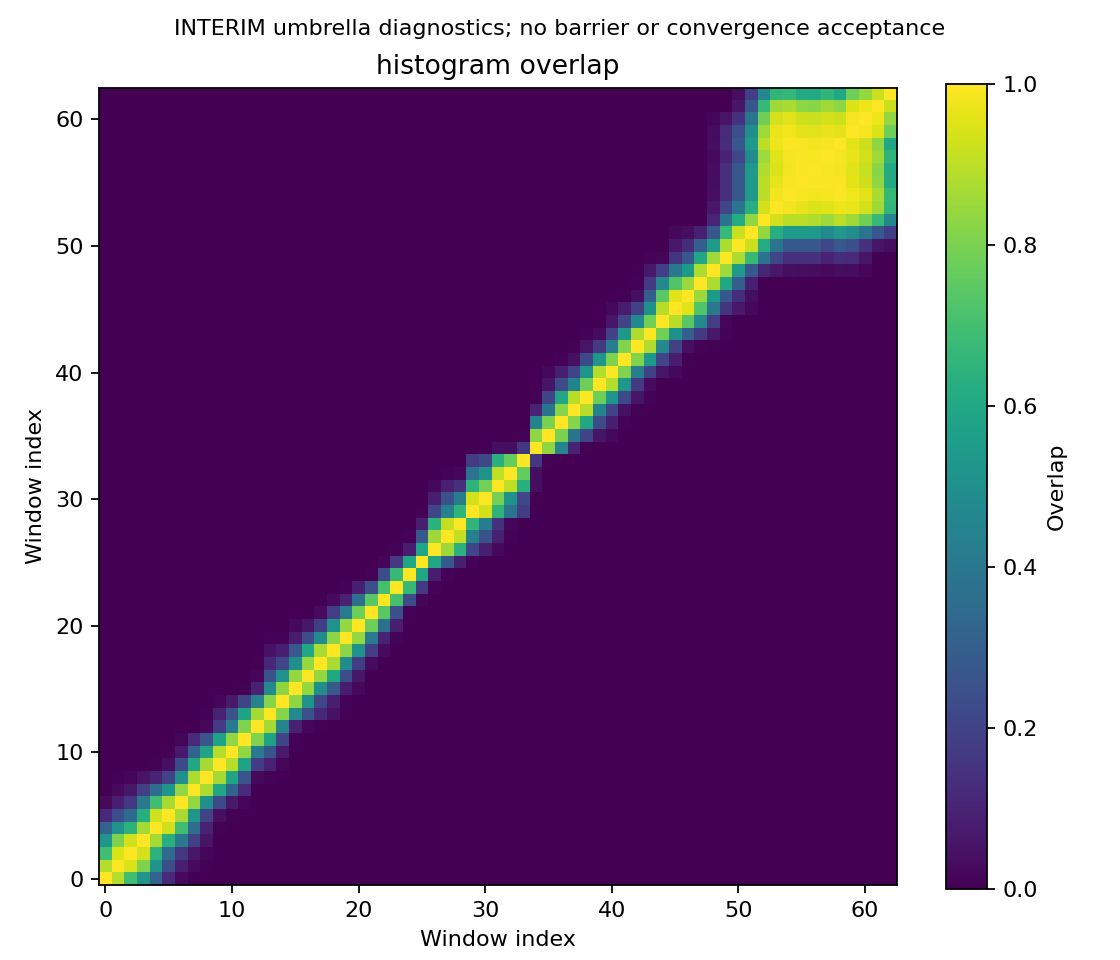 INTERIM umbrella diagnostics; no barrier or convergence acceptance
histogram overlap
Window index
60
50
40
30
20
10
0
0 10 20 30 40 50 60
Window index
1.0
0.8
0.6
0.4
0.2
0.0
Overlap